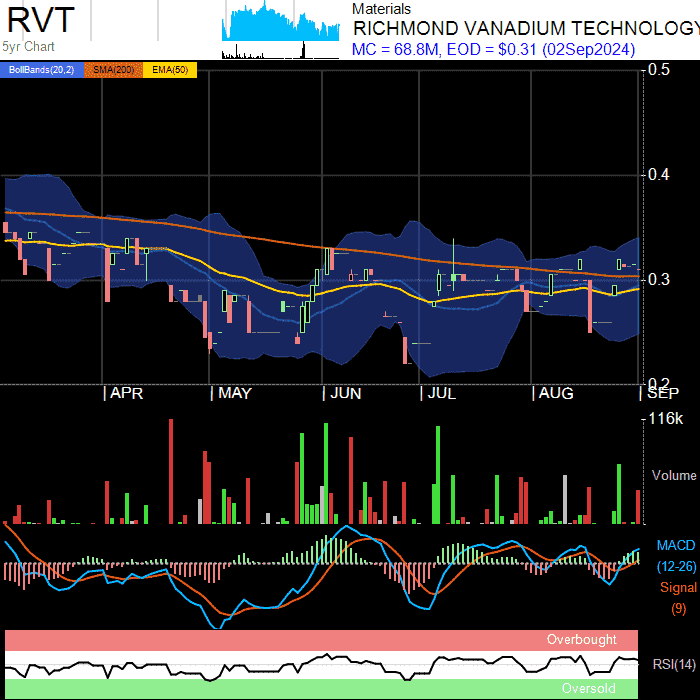 RVT
5yr Chart
Materials
RICHMOND VANADIUM TECHNOLOGY
MC = 68.8M, EOD = $0.31 (02Sep2024)
BollBands(20,2) SMA(200) EMA(50)
0.5
0.4
0.3
0.2
| APR | MAY | JUN | JUL | AUG | SEP
116k
Volume
MACD
(12-26)
Signal
(9)
Overbought
RSI(14)
Oversold